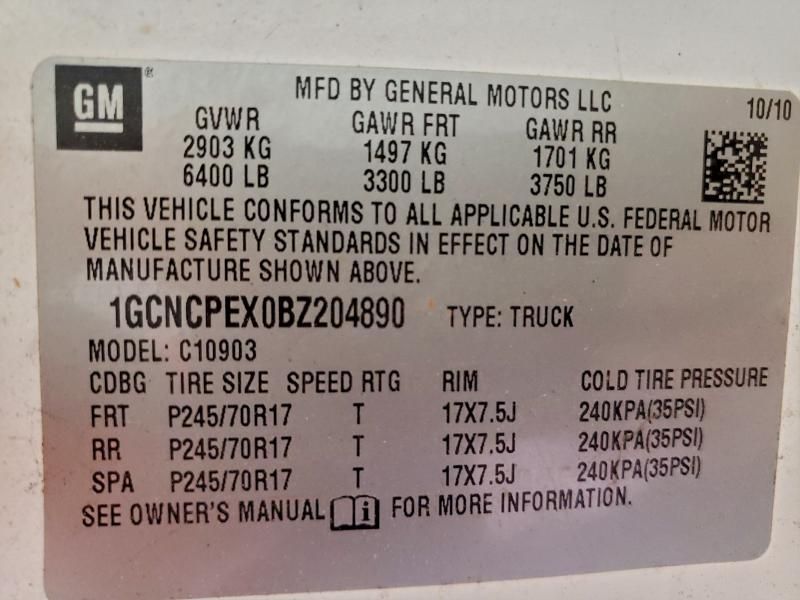 GM ®
MFD BY GENERAL MOTORS LLC 10/10
GVWR GAWR FRT GAWR RR
2903 KG 1497 KG 1701 KG
6400 LB 3300 LB 3750 LB
THIS VEHICLE CONFORMS TO ALL APPLICABLE U.S. FEDERAL MOTOR
VEHICLE SAFETY STANDARDS IN EFFECT ON THE DATE OF
MANUFACTURE SHOWN ABOVE.
1GCNCPEX0BZ204890 TYPE: TRUCK
MODEL: C10903
CDBG TIRE SIZE SPEED RTG RIM COLD TIRE PRESSURE
FRT P245/70R17 T 17X7.5J 240KPA(35PSI)
RR P245/70R17 T 17X7.5J 240KPA(35PSI)
SPA P245/70R17 T 17X7.5J 240KPA(35PSI)
SEE OWNER'S MANUAL i FOR MORE INFORMATION.